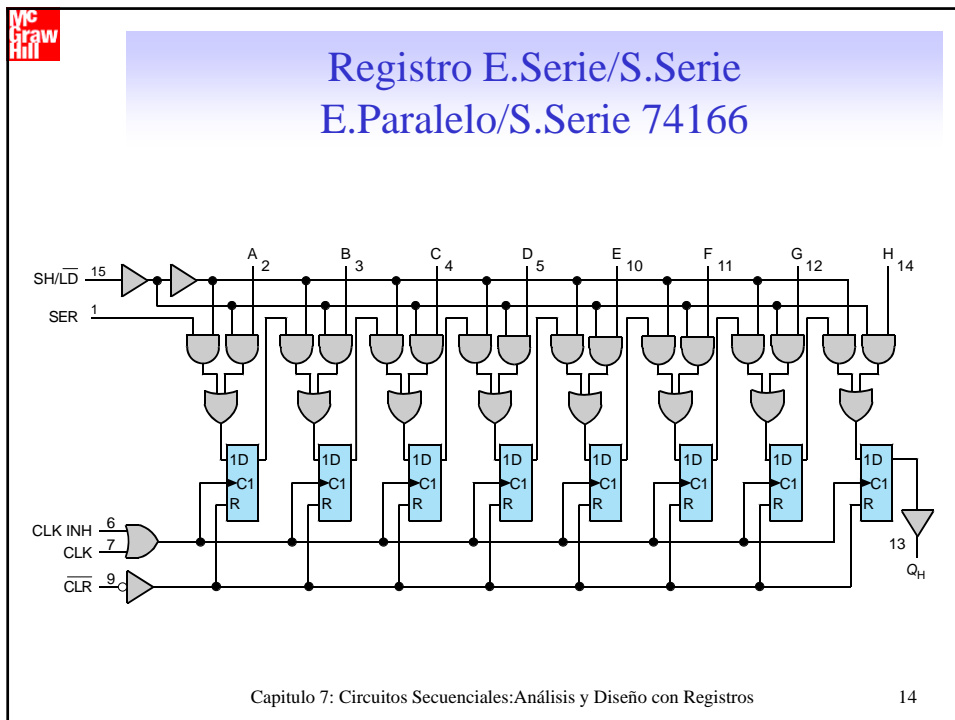 Mc
Graw
Hill
Registro E.Serie/S.Serie
E.Paralelo/S.Serie 74166
A B C D E F G H
SH/LD 15 2 3 4 5 10 11 12 14
SER 1
1D 1D 1D 1D 1D 1D 1D 1D
C1 C1 C1 C1 C1 C1 C1 C1
R R R R R R R R
CLK INH 6
CLK 7
13
CLR 9
QH
Capitulo 7: Circuitos Secuenciales:Análisis y Diseño con Registros 14